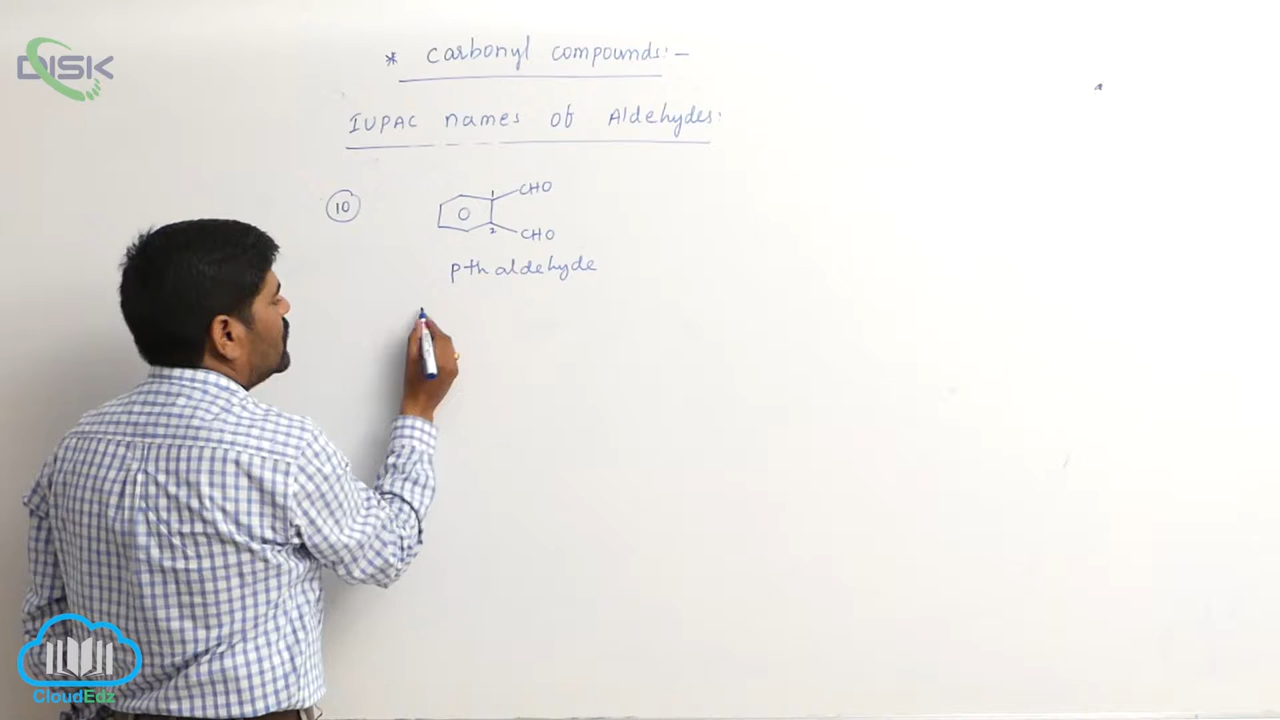 DISK
* Carbonyl compounds:-
IUPAC names of Aldehydes:
10
1 CHO
2 CHO
pthaldehyde
CloudEdz